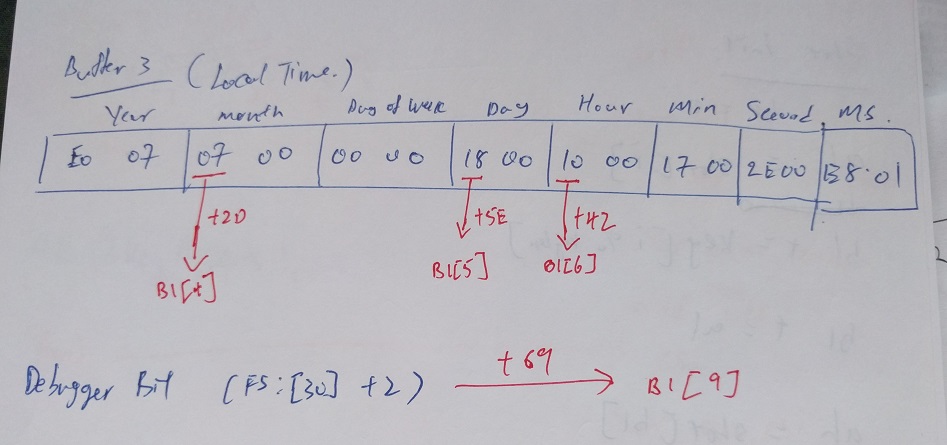 Buffer 3 (Local Time.)
Year month Day of Week Day Hour Min Second MS.
E0 07 07 00 00 00 18 00 10 00 17 00 2E 00 B8 01
+20 +5E +42
B1[4] B1[5] B1[6]
Debugger Bit (FS:[30] +2) +69 B1[9]